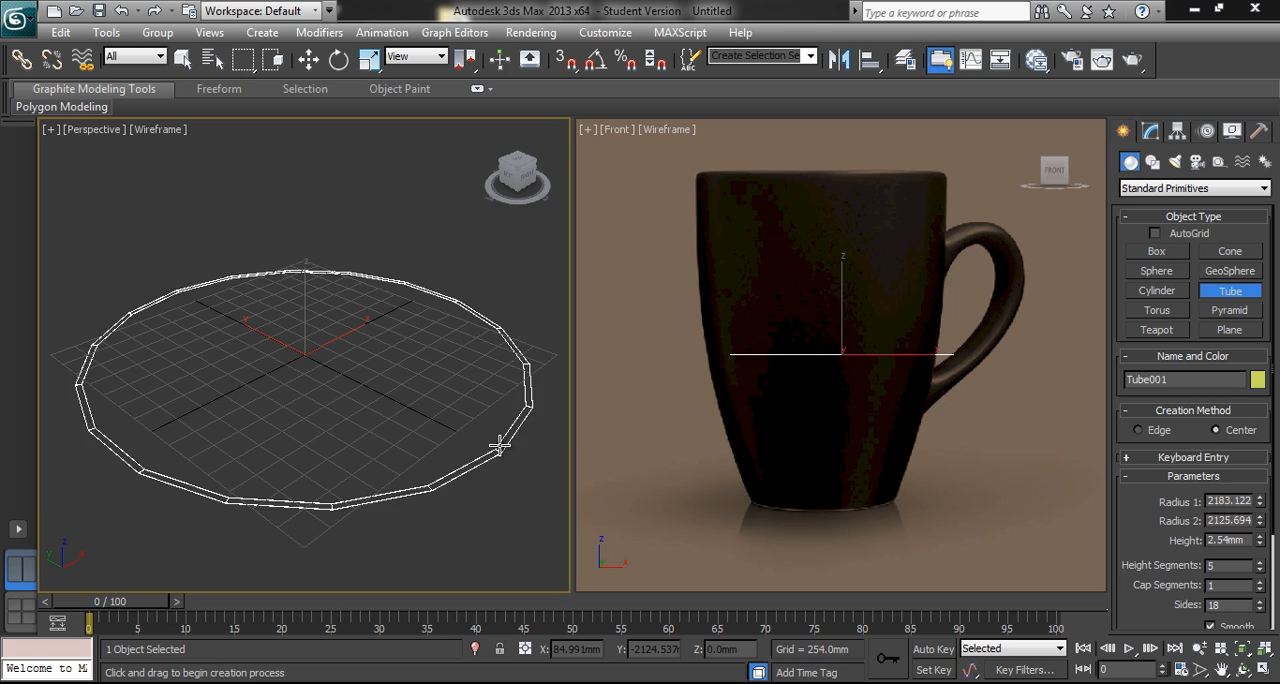 Workspace: Default
Autodesk 3ds Max 2013 x64 - Student Version Untitled
Type a keyword or phrase
Edit Tools Group Views Create Modifiers Animation Graph Editors Rendering Customize MAXScript Help
All View Create Selection Se
Graphite Modeling Tools Freeform Selection Object Paint
Polygon Modeling
[+] [Perspective] [Wireframe]
[+] [Front] [Wireframe]
FRONT
Standard Primitives
- Object Type
AutoGrid
Box Cone
Sphere GeoSphere
Cylinder Tube
Torus Pyramid
Teapot Plane
- Name and Color
Tube001
- Creation Method
Edge Center
+ Keyboard Entry
- Parameters
Radius 1: 2183.122
Radius 2: 2125.694
Height: 2.54mm
Height Segments: 5
Cap Segments: 1
Sides: 18
Smooth
z
x
y
z
x
z
x
y
z
x
< 0 / 100 >
0 5 10 15 20 25 30 35 40 45 50 55 60 65 70 75 80 85 90 95 100
1 Object Selected X: 84.991mm Y: -2124.537r Z: 0.0mm Grid = 254.0mm Auto Key Selected
Welcome to M Click and drag to begin creation process Add Time Tag Set Key Key Filters... 0